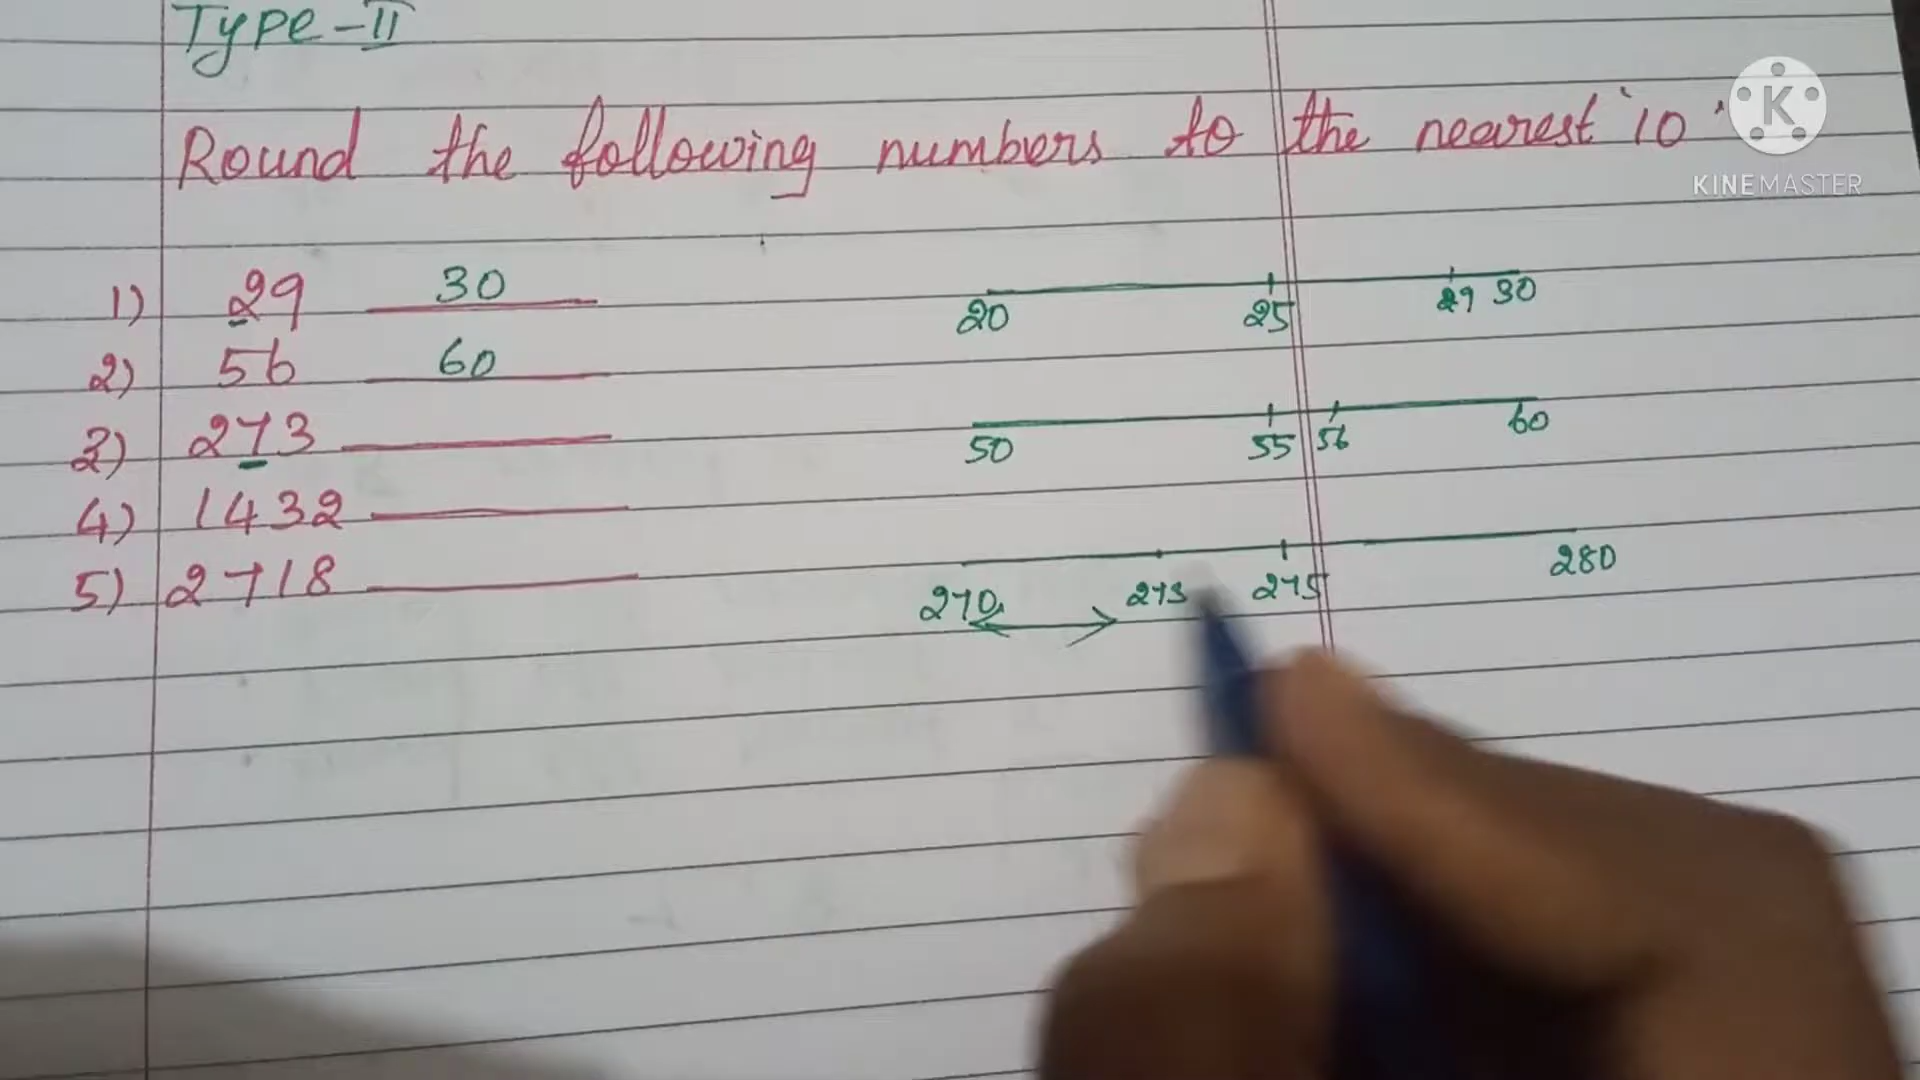 Type-II
Round the following numbers to the nearest '10'
KINEMASTER
1) 29 30
20 25 29 30
2) 56 60
50 55 56 60
3) 273
4) 1432
270 273 275 280
5) 2718